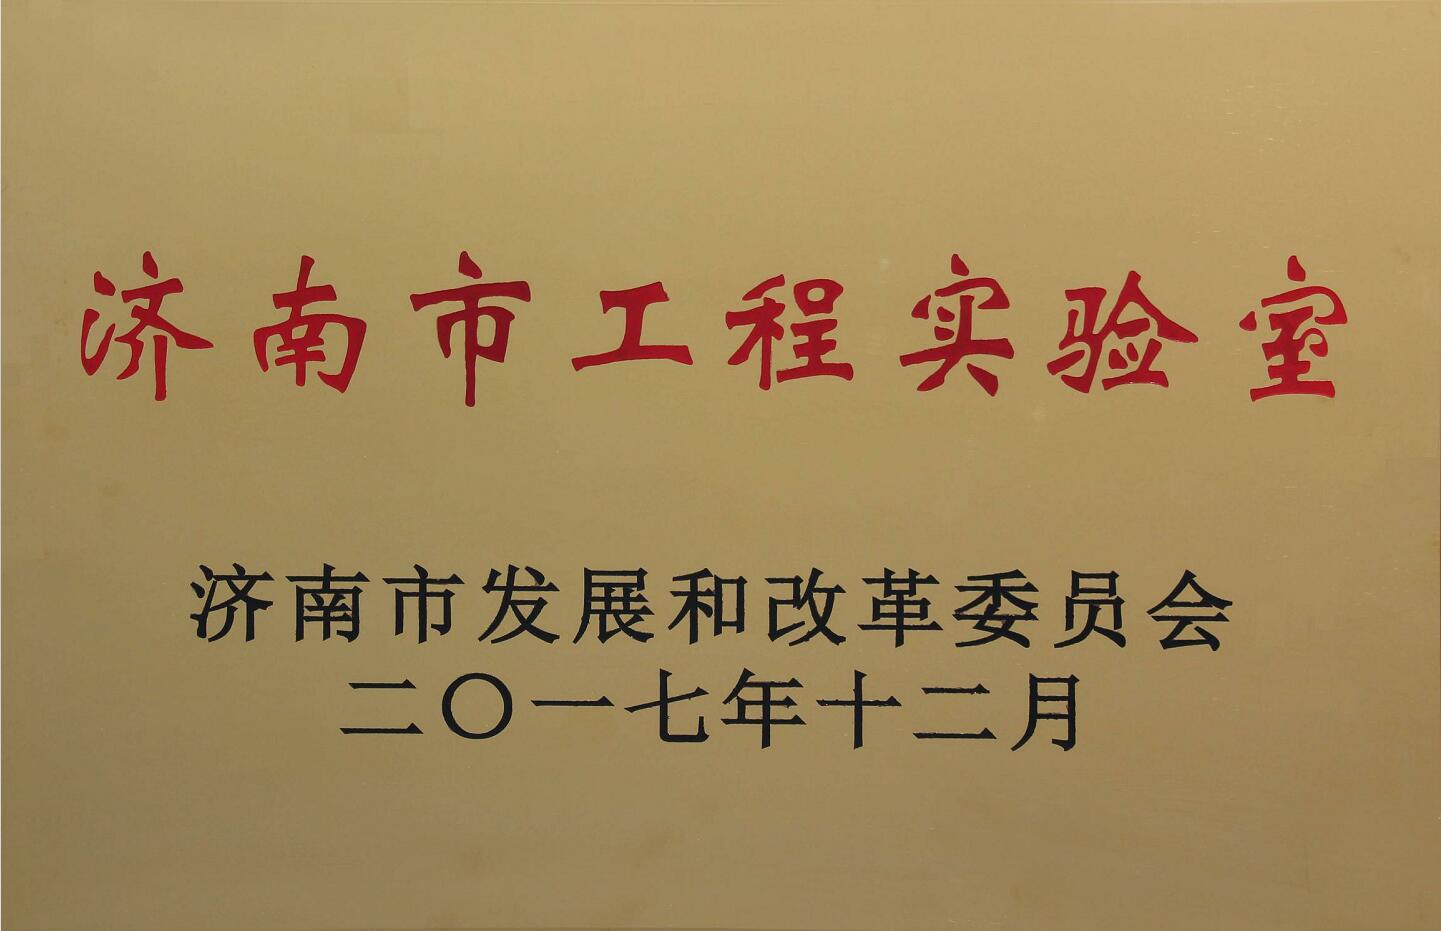 济南市工程实验室
济南市发展和改革委员会
二〇一七年十二月